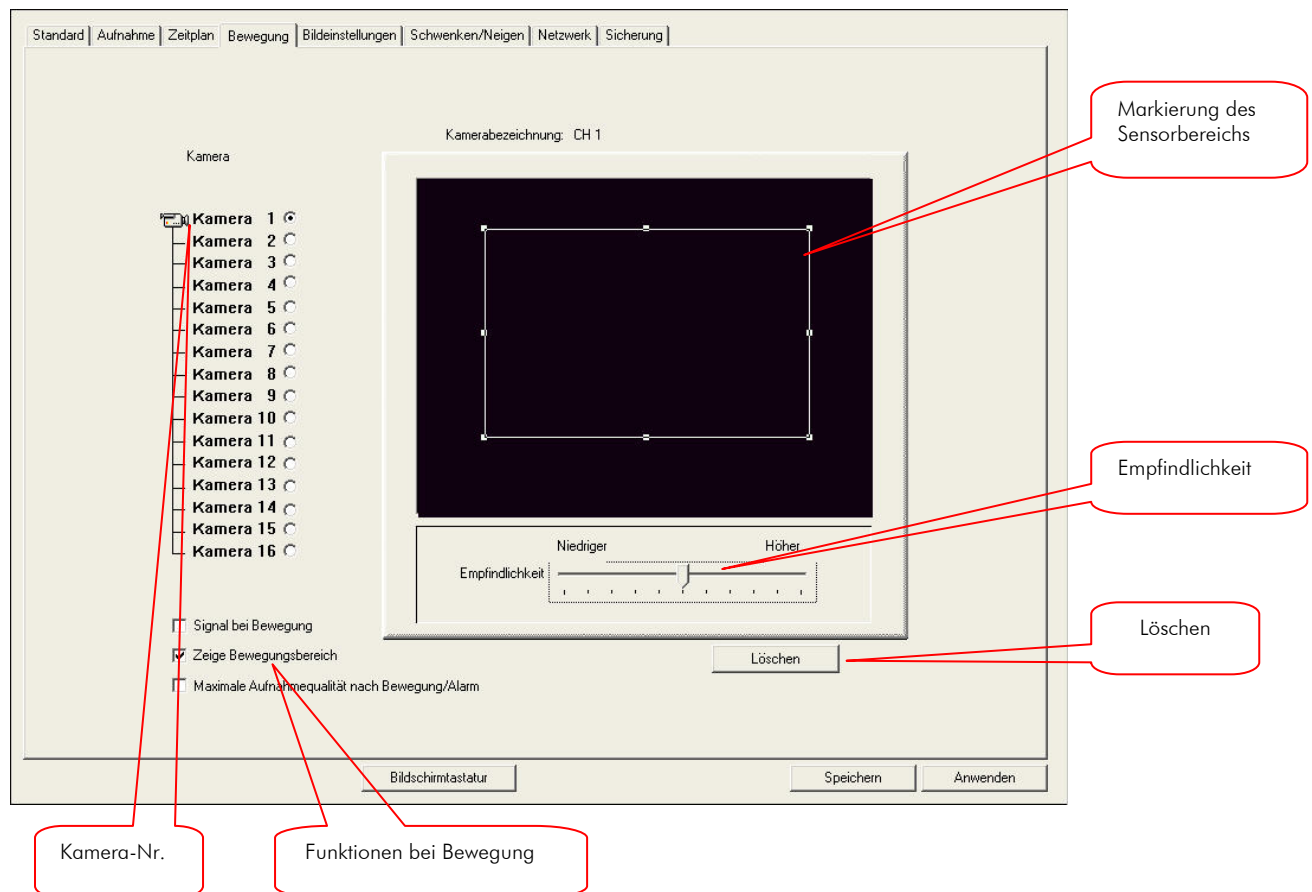 Standard Aufnahme Zeitplan Bewegung Bildeinstellungen Schwenken/Neigen Netzwerk Sicherung
Markierung des
Sensorbereichs
Kamerabezeichnung: CH 1
Kamera
Kamera 1
Kamera 2
Kamera 3
Kamera 4
Kamera 5
Kamera 6
Kamera 7
Kamera 8
Kamera 9
Kamera 10
Kamera 11
Kamera 12
Kamera 13
Kamera 14
Kamera 15
Kamera 16
Empfindlichkeit
Niedriger Höher
Empfindlichkeit
Signal bei Bewegung
Zeige Bewegungsbereich
Maximale Aufnahmequalität nach Bewegung/Alarm
Löschen
Löschen
Bildschirmtastatur Speichern Anwenden
Kamera-Nr.
Funktionen bei Bewegung